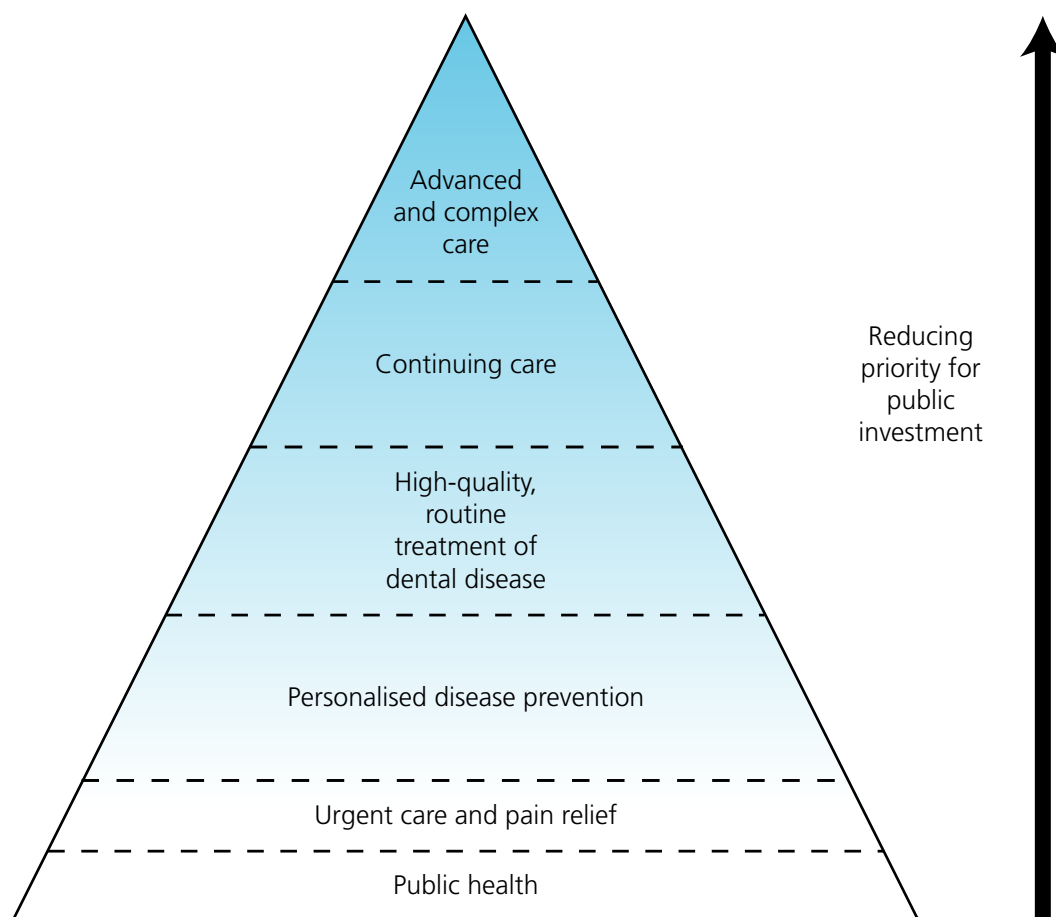 Advanced
and complex
care
Continuing care
Reducing
priority for
public
investment
High-quality,
routine
treatment of
dental disease
Personalised disease prevention
Urgent care and pain relief
Public health